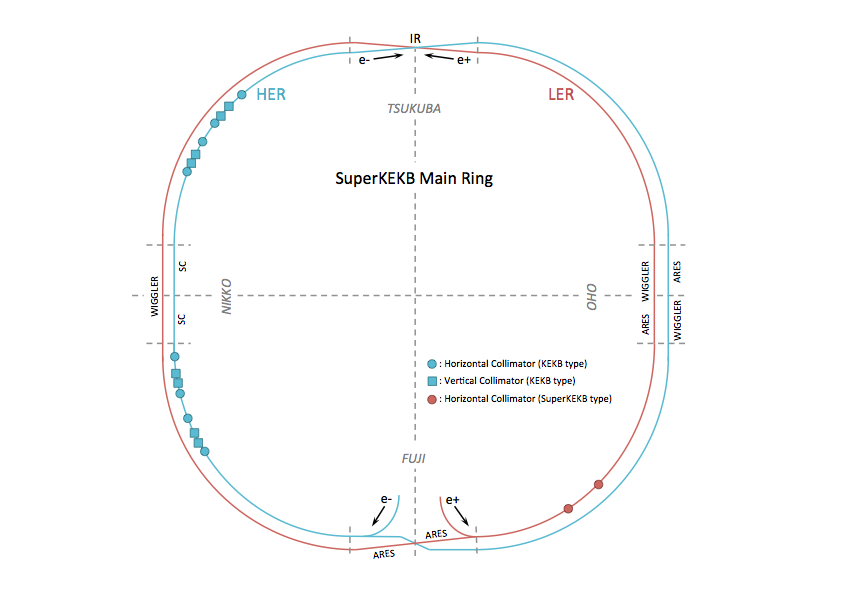 IR
e-
e+
HER
LER
TSUKUBA
SuperKEKB Main Ring
WIGGLER
SC
SC
NIKKO
OHO
WIGGLER
ARES
ARES
WIGGLER
: Horizontal Collimator (KEKB type)
: Vertical Collimator (KEKB type)
: Horizontal Collimator (SuperKEKB type)
FUJI
e-
e+
ARES
ARES